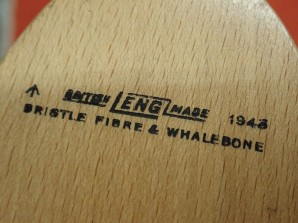 BRITISH ENG MADE 1943
BRISTLE FIBRE & WHALEBONE